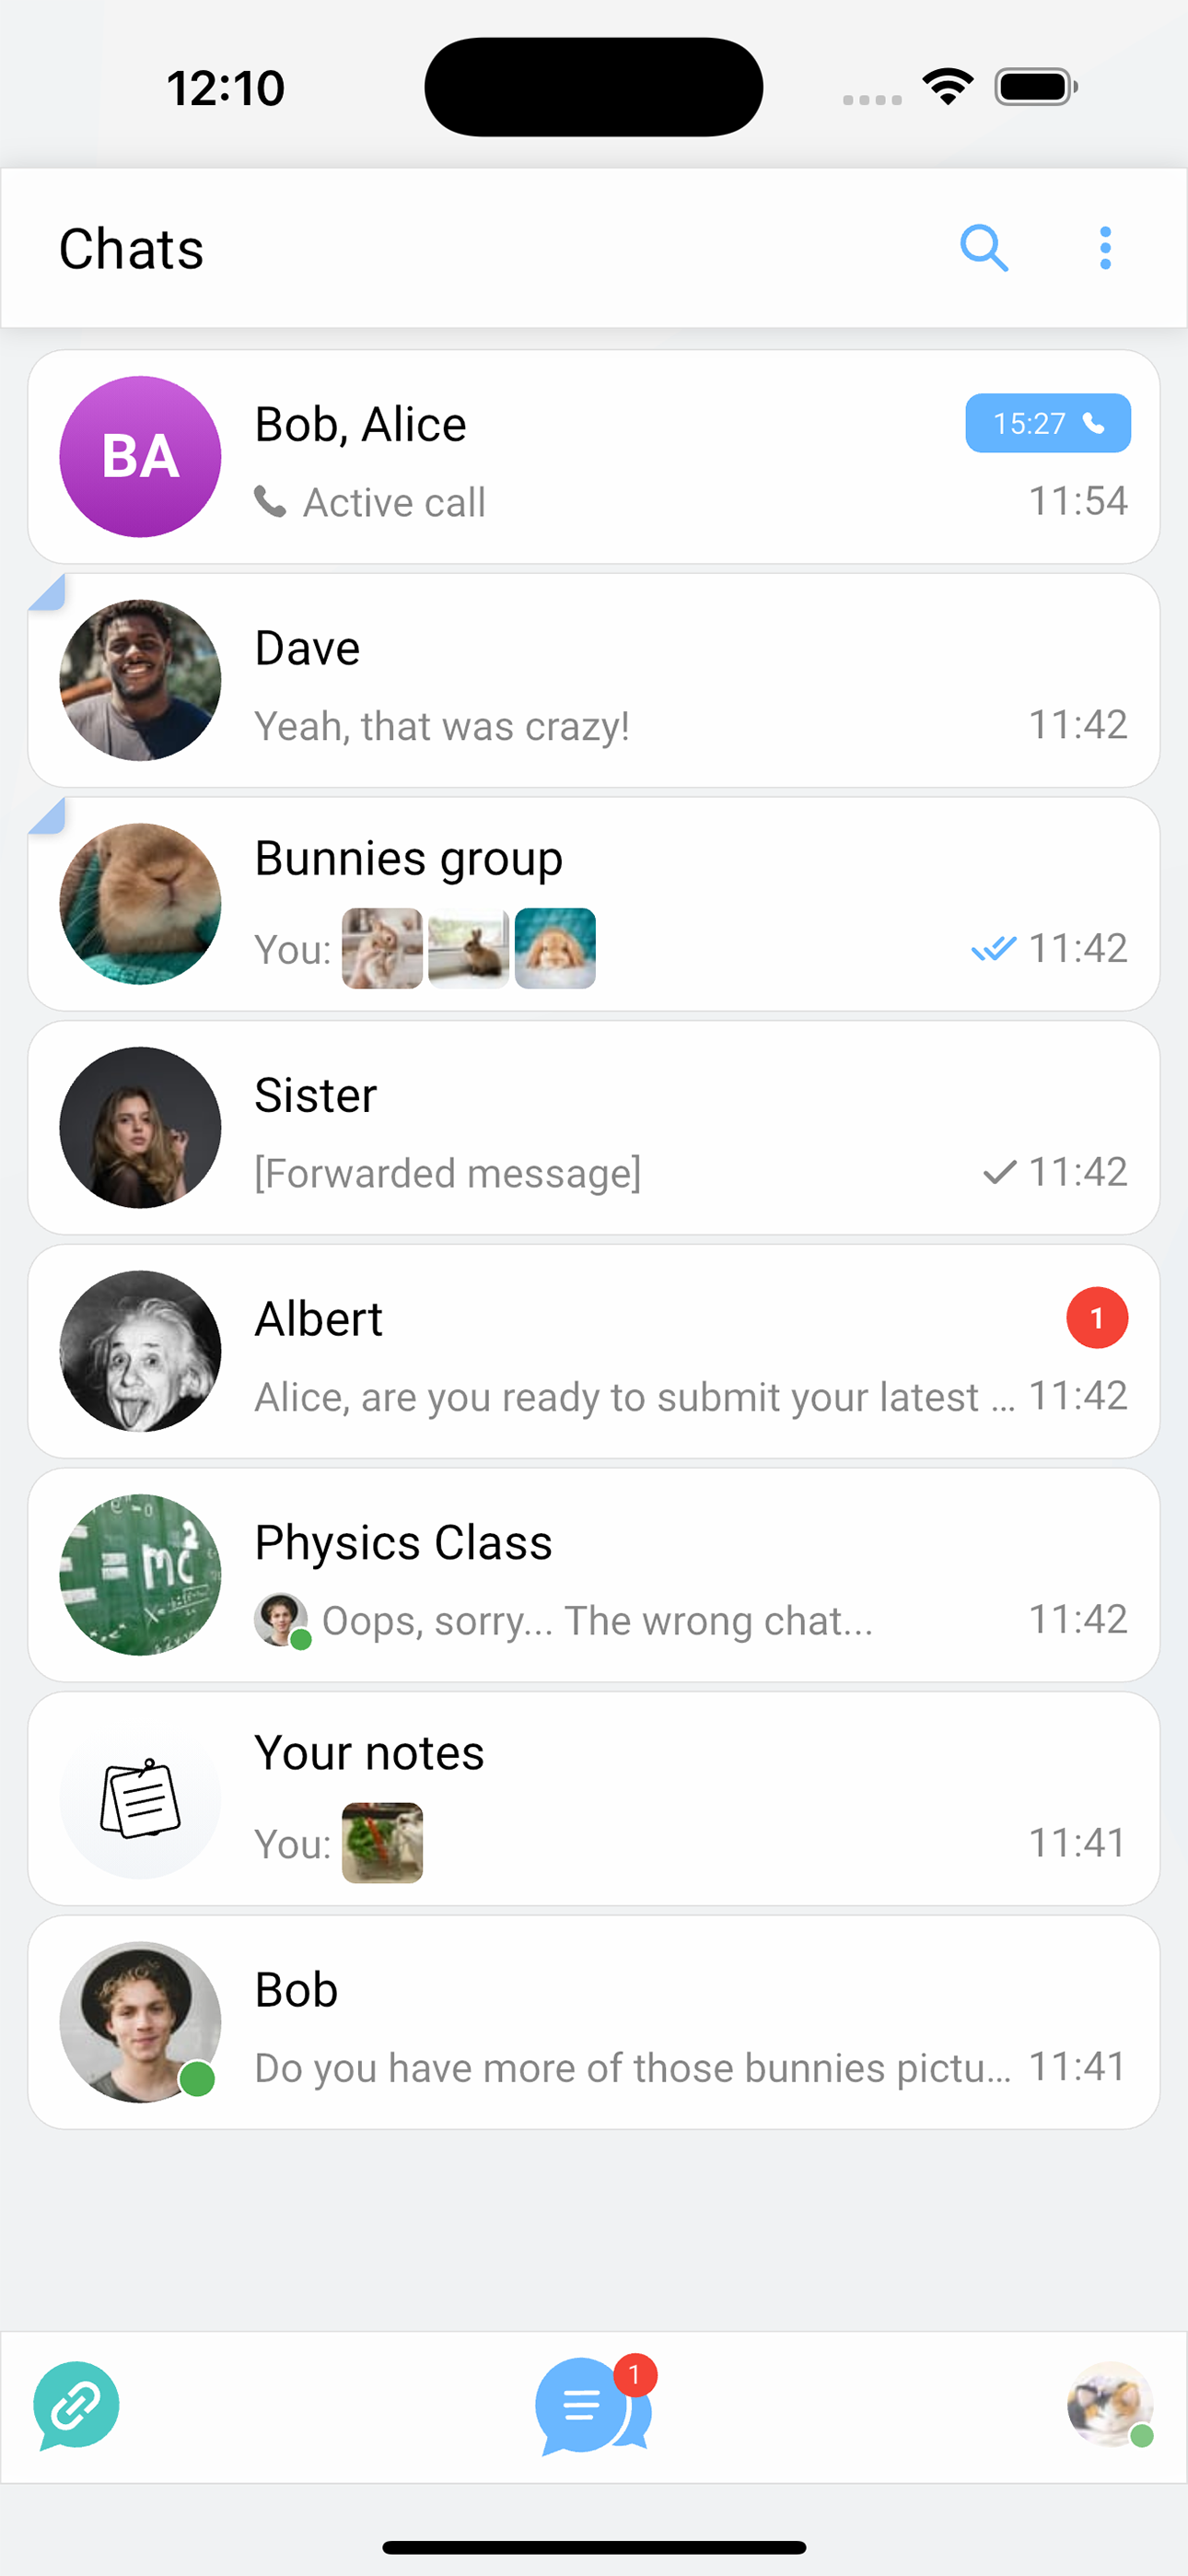 12:10
Chats
BA
Bob, Alice
15:27
Active call
11:54
Dave
Yeah, that was crazy!
11:42
Bunnies group
You:
11:42
Sister
[Forwarded message]
11:42
Albert
1
Alice, are you ready to submit your latest ...
11:42
= mc²
Physics Class
Oops, sorry... The wrong chat...
11:42
Your notes
You:
11:41
Bob
Do you have more of those bunnies pictu...
11:41
1